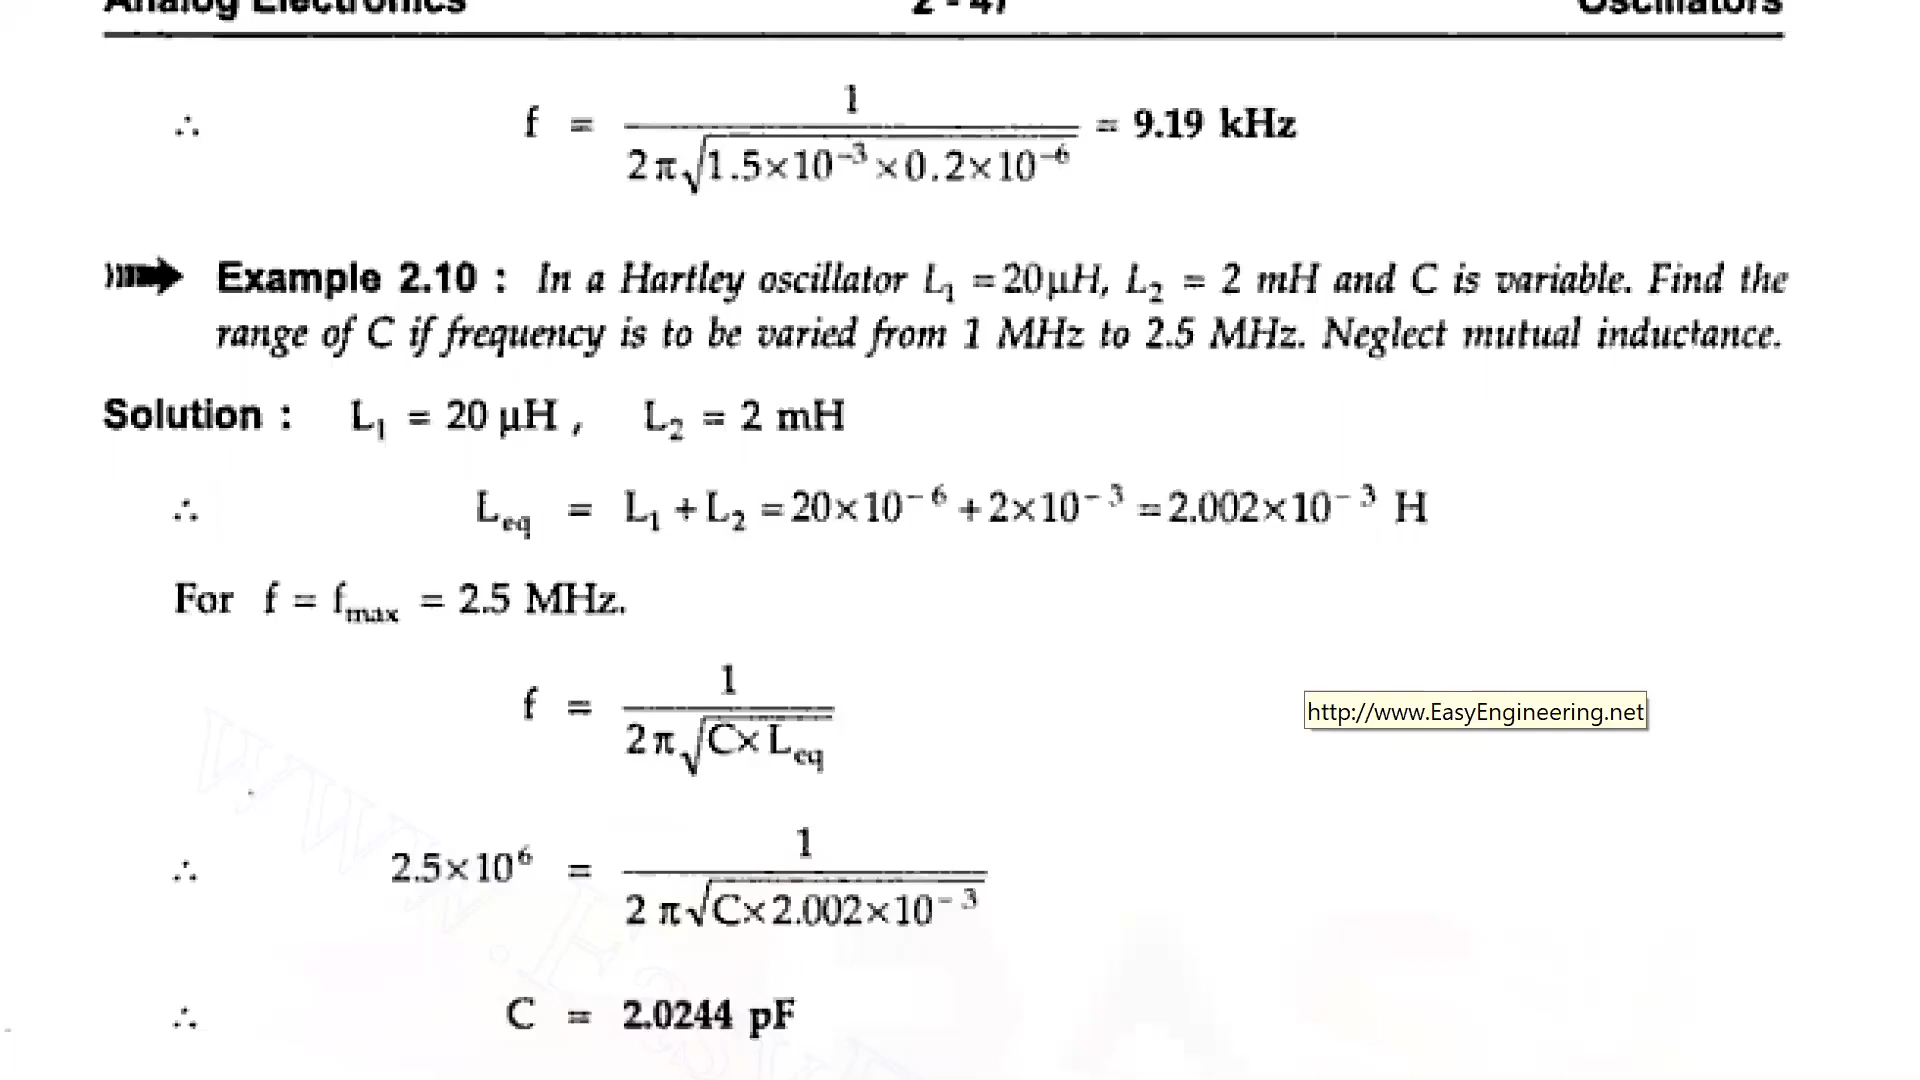 Analog Electronics 2 - 47 Oscillators
∴ f = 1 / 2π√(1.5×10⁻³×0.2×10⁻⁶) = 9.19 kHz
Example 2.10 : In a Hartley oscillator L₁ =20μH, L₂ = 2 mH and C is variable. Find the
range of C if frequency is to be varied from 1 MHz to 2.5 MHz. Neglect mutual inductance.
Solution : L₁ = 20 μH , L₂ = 2 mH
∴ L_eq = L₁ + L₂ =20×10⁻⁶ +2×10⁻³ =2.002×10⁻³ H
For f = f_max = 2.5 MHz.
f = 1 / 2π√(C× L_eq)
http://www.EasyEngineering.net
∴ 2.5×10⁶ = 1 / 2 π√(C×2.002×10⁻³)
∴ C = 2.0244 pF